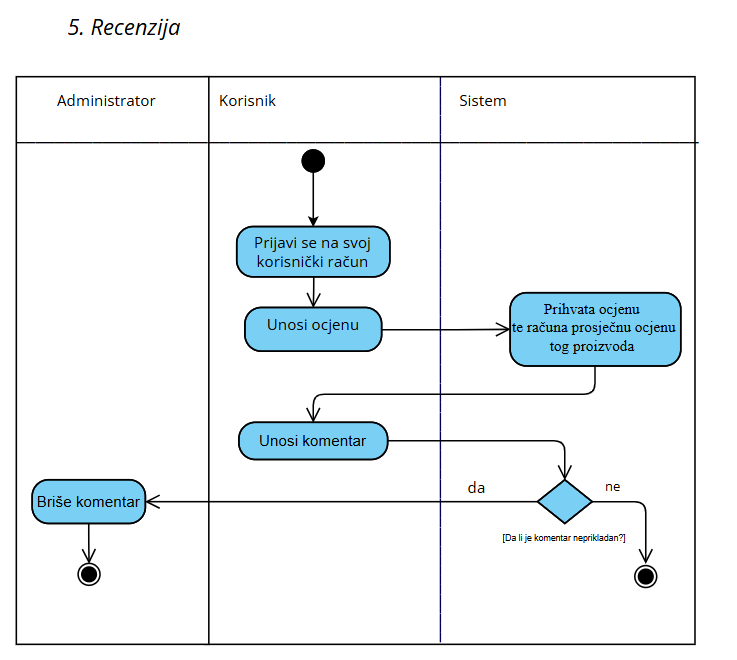 5. Recenzija
Administrator
Korisnik
Sistem
Prijavi se na svoj
korisnički račun
Unosi ocjenu
Prihvata ocjenu
te računa prosječnu ocjenu
tog proizvoda
Unosi komentar
Briše komentar
da
ne
[Da li je komentar neprikladan?]